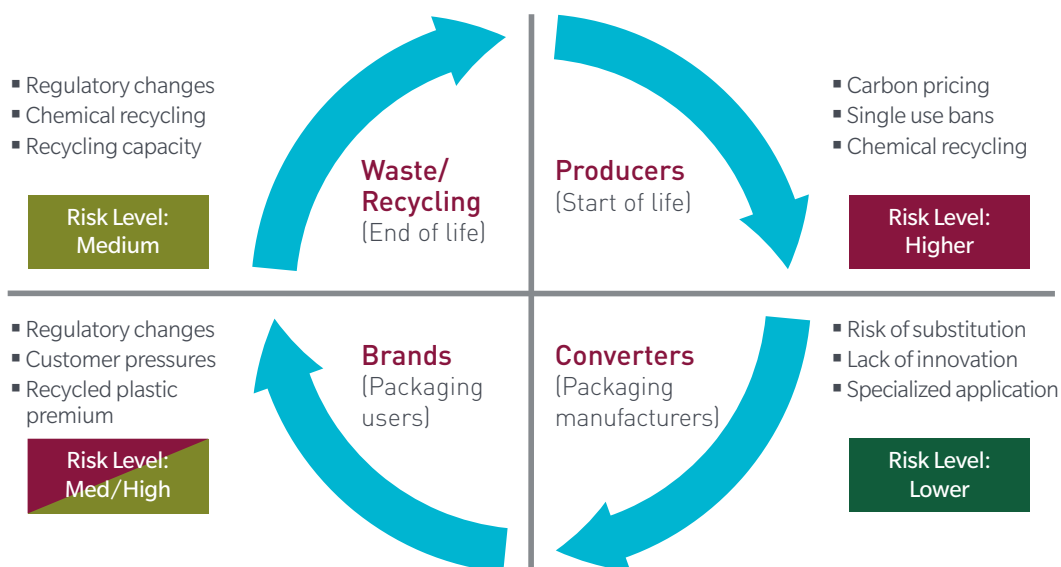 ▪ Regulatory changes
▪ Chemical recycling
▪ Recycling capacity
Risk Level:
Medium
Waste/
Recycling
(End of life)
Producers
(Start of life)
▪ Carbon pricing
▪ Single use bans
▪ Chemical recycling
Risk Level:
Higher
▪ Regulatory changes
▪ Customer pressures
▪ Recycled plastic
premium
Risk Level:
Med/High
Brands
(Packaging
users)
Converters
(Packaging
manufacturers)
▪ Risk of substitution
▪ Lack of innovation
▪ Specialized application
Risk Level:
Lower